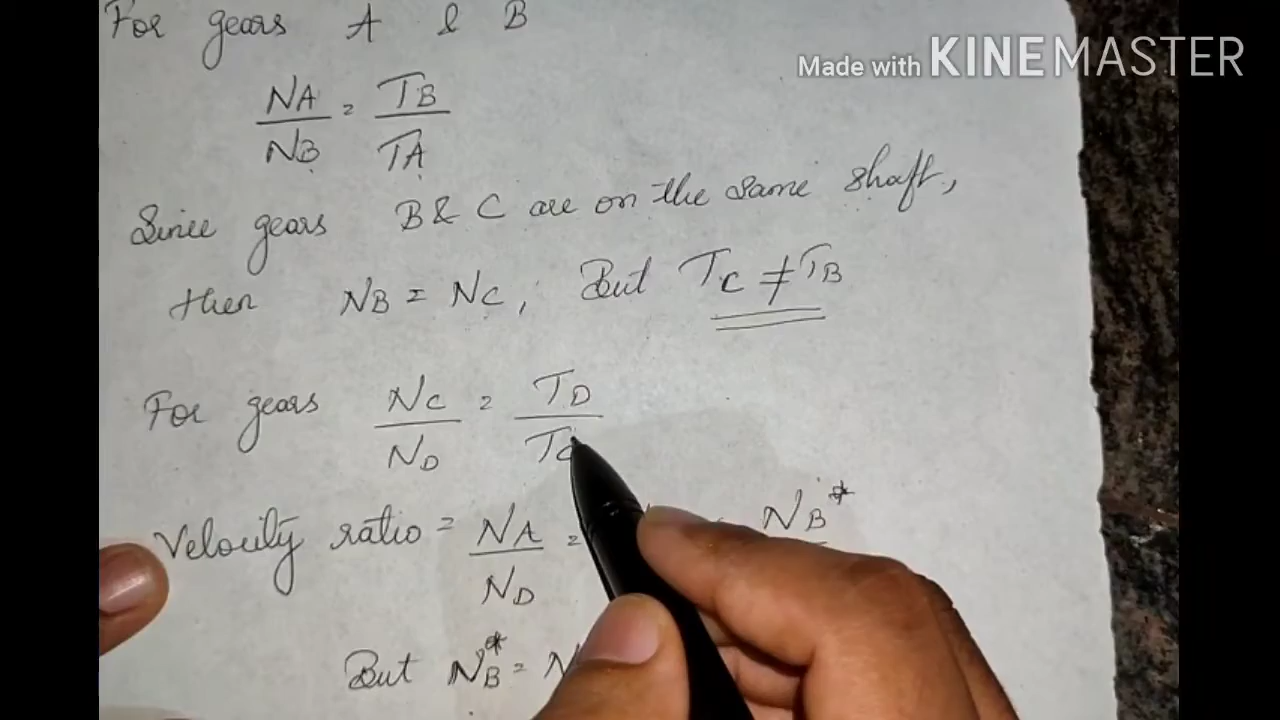 For gears A & B
Made with KINEMASTER
NA / NB = TB / TA
Since gears B & C are on the same shaft,
then NB = NC, But TC ≠ TB
For gears NC / ND = TD / TC
Velocity ratio = NA / ND = NB*
But NB* = N